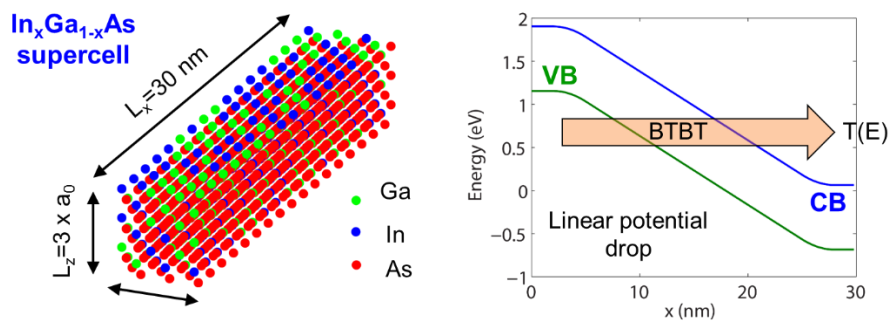 InₓGa₁₋ₓAs
supercell
Lₓ=30 nm
L_z=3 x a₀
Ga
In
As
Energy (eV)
2
1.5
1
0.5
0
−0.5
−1
VB
BTBT
T(E)
CB
Linear potential
drop
0
10
20
30
x (nm)